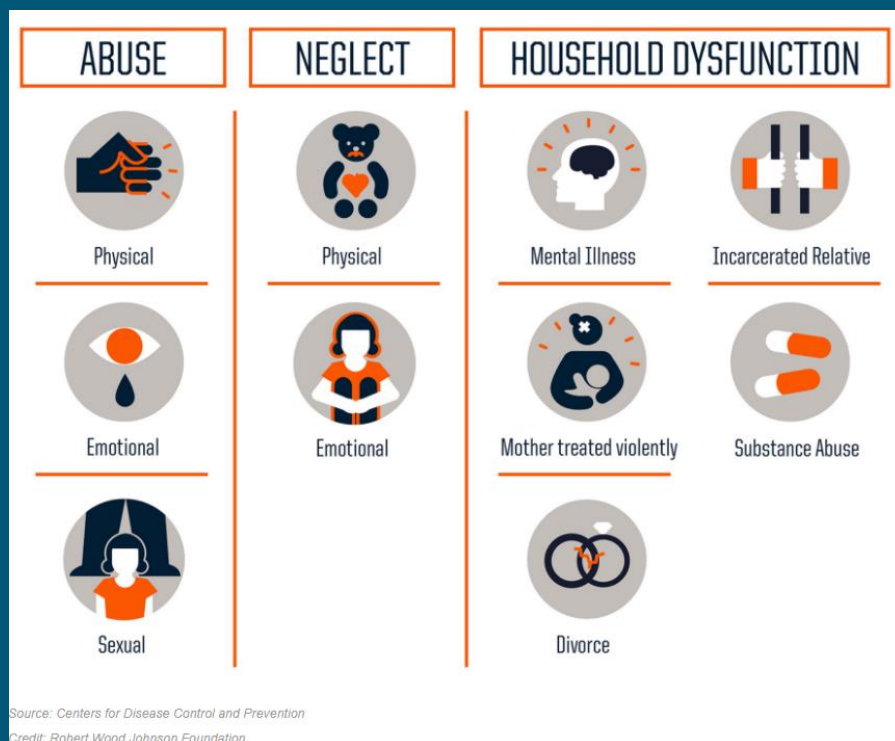 ABUSE
NEGLECT
HOUSEHOLD DYSFUNCTION
Physical
Emotional
Sexual
Physical
Emotional
Mental Illness
Incarcerated Relative
Mother treated violently
Substance Abuse
Divorce
Source: Centers for Disease Control and Prevention
Credit: Robert Wood Johnson Foundation